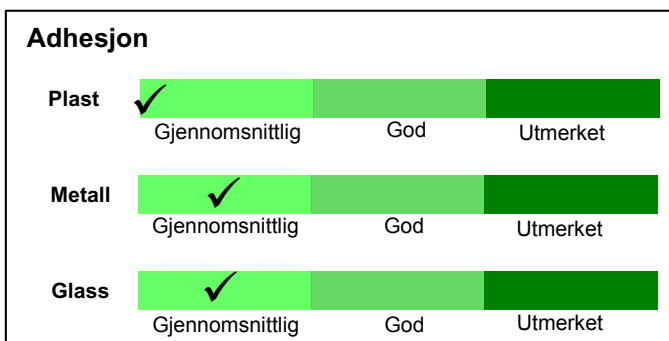 Adhesjon
Plast
Gjennomsnittlig God Utmerket
Metall
Gjennomsnittlig God Utmerket
Glass
Gjennomsnittlig God Utmerket